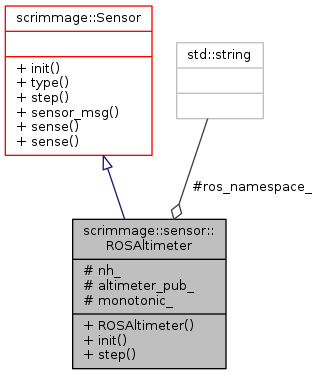 scrimmage::Sensor
+ init()
+ type()
+ step()
+ sensor_msg()
+ sense()
+ sense()
std::string
#ros_namespace_
scrimmage::sensor::
ROSAltimeter
# nh_
# altimeter_pub_
# monotonic_
+ ROSAltimeter()
+ init()
+ step()